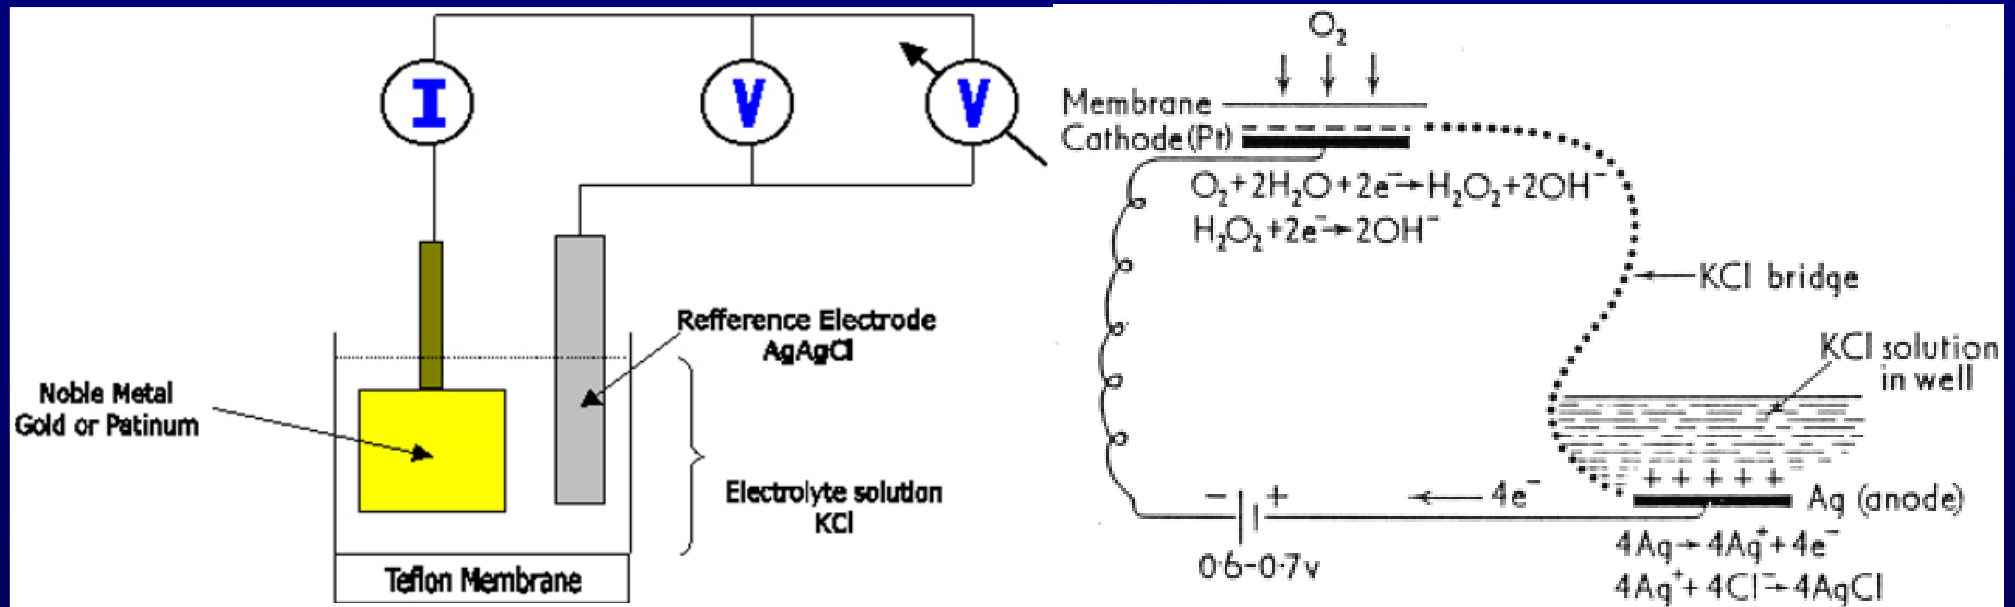 I
V
V
Refference Electrode
AgAgCl
Noble Metal
Gold or Patinum
Electrolyte solution
KCl
Teflon Membrane
O₂
Membrane
Cathode(Pt)
O₂+2H₂O+2e⁻→H₂O₂+2OH⁻
H₂O₂+2e⁻→2OH⁻
KCl bridge
KCl solution
in well
+ + + + +
Ag (anode)
− +
← 4e⁻
0·6-0·7v
4Ag→4Ag⁺+4e⁻
4Ag⁺+4Cl⁻→4AgCl